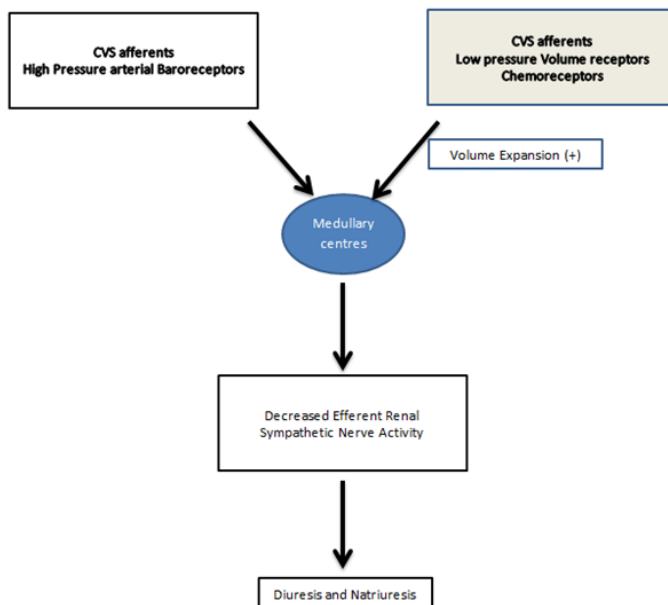 CVS afferents
High Pressure arterial Baroreceptors
CVS afferents
Low pressure Volume receptors
Chemoreceptors
Volume Expansion (+)
Medullary
centres
Decreased Efferent Renal
Sympathetic Nerve Activity
Diuresis and Natriuresis